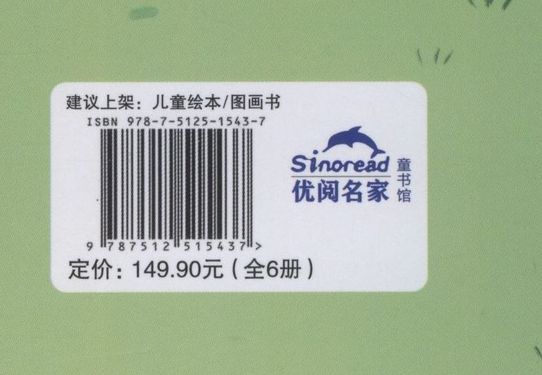 建议上架：儿童绘本/图画书
ISBN 978-7-5125-1543-7
9 787512 515437>
定价：149.90元（全6册）
Sinoread
优阅名家
童书馆